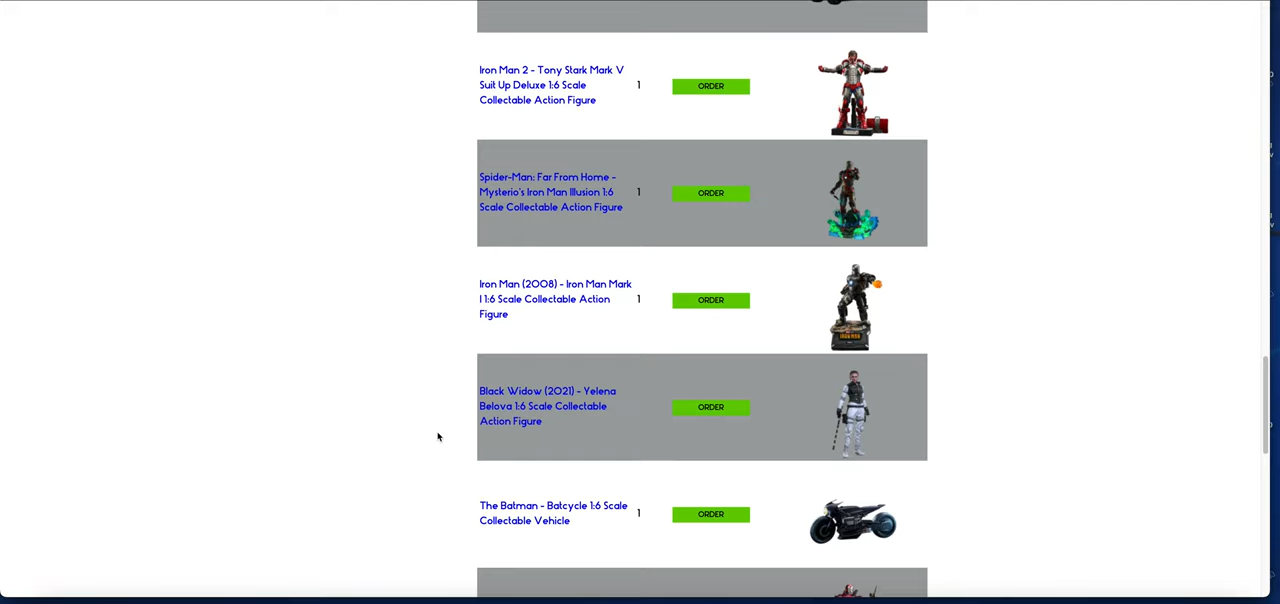 Iron Man 2 - Tony Stark Mark V
Suit Up Deluxe 1:6 Scale
Collectable Action Figure
1
ORDER
Spider-Man: Far From Home -
Mysterio's Iron Man Illusion 1:6
Scale Collectable Action Figure
1
ORDER
Iron Man (2008) - Iron Man Mark
I 1:6 Scale Collectable Action
Figure
1
ORDER
Black Widow (2021) - Yelena
Belova 1:6 Scale Collectable
Action Figure
ORDER
The Batman - Batcycle 1:6 Scale
Collectable Vehicle
1
ORDER